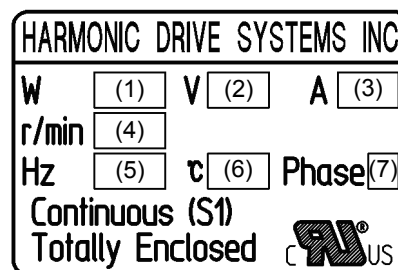 HARMONIC DRIVE SYSTEMS INC
W (1) V (2) A (3)
r/min (4)
Hz (5) ℃ (6) Phase (7)
Continuous (S1)
Totally Enclosed
c RU ® US